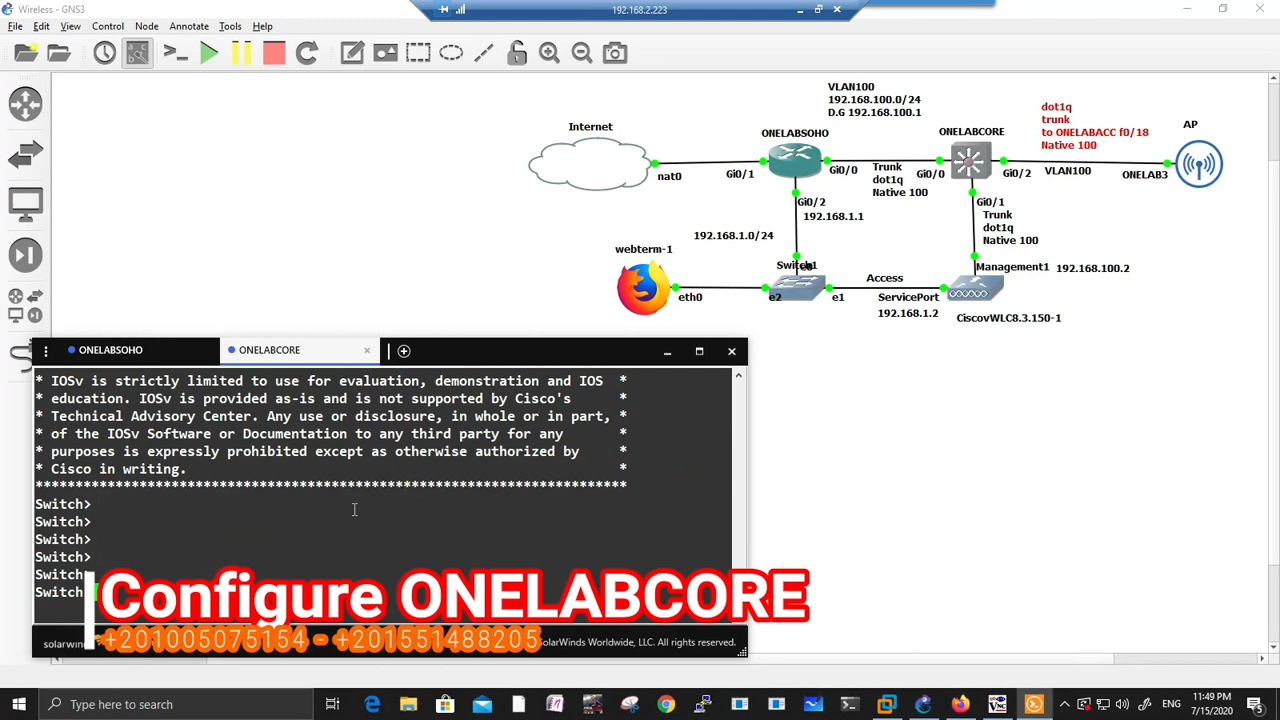 Wireless - GNS3
192.168.2.223
File Edit View Control Node Annotate Tools Help
VLAN100
192.168.100.0/24
D.G 192.168.100.1
dot1q
trunk
to ONELABACC f0/18
Native 100
AP
Internet
ONELABSOHO
ONELABCORE
nat0
Gi0/1
Gi0/0
Trunk
dot1q
Native 100
Gi0/0
Gi0/2
VLAN100
ONELAB3
Gi0/2
192.168.1.1
Gi0/1
Trunk
dot1q
Native 100
192.168.1.0/24
webterm-1
Switch1
Management1
192.168.100.2
Access
eth0
e2
e1
ServicePort
192.168.1.2
CiscovWLC8.3.150-1
ONELABSOHO
ONELABCORE
* IOSv is strictly limited to use for evaluation, demonstration and IOS *
* education. IOSv is provided as-is and is not supported by Cisco's *
* Technical Advisory Center. Any use or disclosure, in whole or in part, *
* of the IOSv Software or Documentation to any third party for any *
* purposes is expressly prohibited except as otherwise authorized by *
* Cisco in writing. *
**************************************************************************
Switch>
Switch>
Switch>
Switch>
Switch
Switch
Configure ONELABCORE
+201005075154 - +201551488205
solarwin
SolarWinds Worldwide, LLC. All rights reserved.
Type here to search
ENG
11:49 PM
7/15/2020